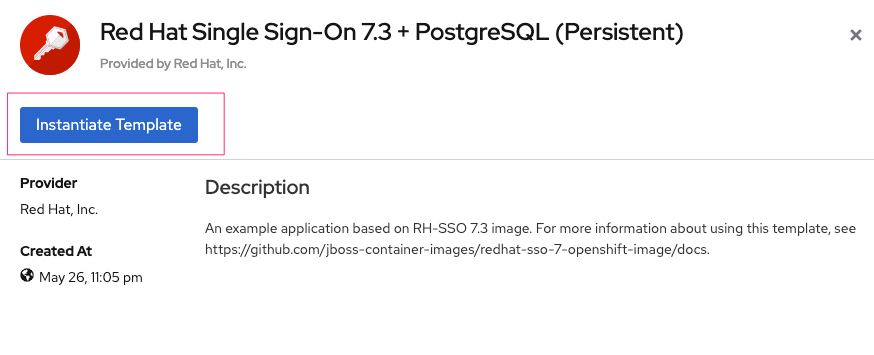 Red Hat Single Sign-On 7.3 + PostgreSQL (Persistent)
Provided by Red Hat, Inc.
Instantiate Template
Provider
Red Hat, Inc.
Created At
May 26, 11:05 pm
Description
An example application based on RH-SSO 7.3 image. For more information about using this template, see
https://github.com/jboss-container-images/redhat-sso-7-openshift-image/docs.